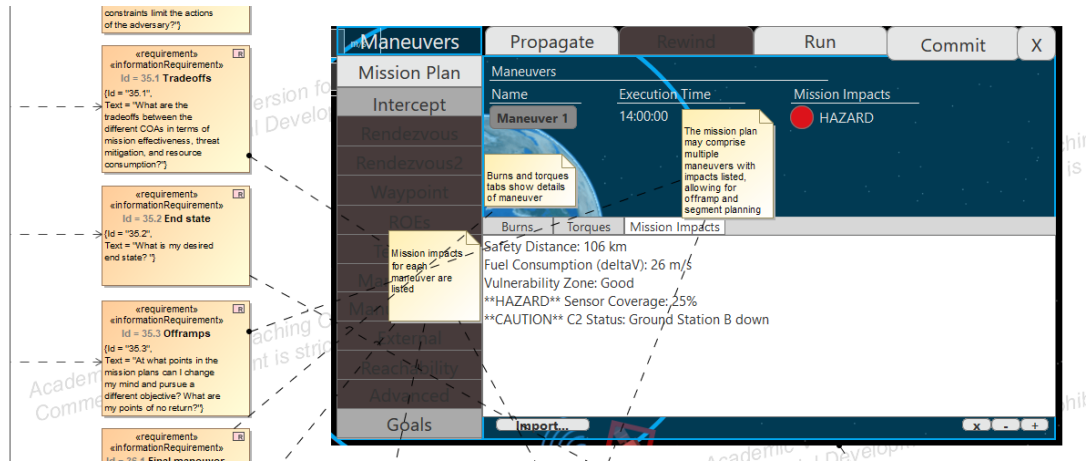 constraints limit the actions
of the adversary?"}
«requirement»
«informationRequirement»
Id = 35.1 Tradeoffs
{Id = "35.1",
Text = "What are the
tradeoffs between the
different COAs in terms of
mission effectiveness, threat
mitigation, and resource
consumption?"}
«requirement»
«informationRequirement»
Id = 35.2 End state
{Id = "35.2",
Text = "What is my desired
end state? "}
«requirement»
«informationRequirement»
Id = 35.3 Offramps
{Id = "35.3",
Text = "At what points in the
mission plans can I change
my mind and pursue a
different objective? What are
my points of no return?"}
«requirement»
«informationRequirement»
Maneuvers
Propagate
Rewind
Run
Commit
X
Mission Plan
Intercept
Rendezvous
Rendezvous2
Waypoint
ROEs
External
Reachability
Advanced
Goals
Maneuvers
Name
Execution Time
Mission Impacts
Maneuver 1
14:00:00
HAZARD
The mission plan
may comprise
multiple
maneuvers with
impacts listed,
allowing for
offramp and
segment planning
Burns and torques
tabs show details
of maneuver
Mission impacts
for each
maneuver are
listed
Burns
Torques
Mission Impacts
Safety Distance: 106 km
Fuel Consumption (deltaV): 26 m/s
Vulnerability Zone: Good
**HAZARD** Sensor Coverage: 25%
**CAUTION** C2 Status: Ground Station B down
Import...
x
-
+